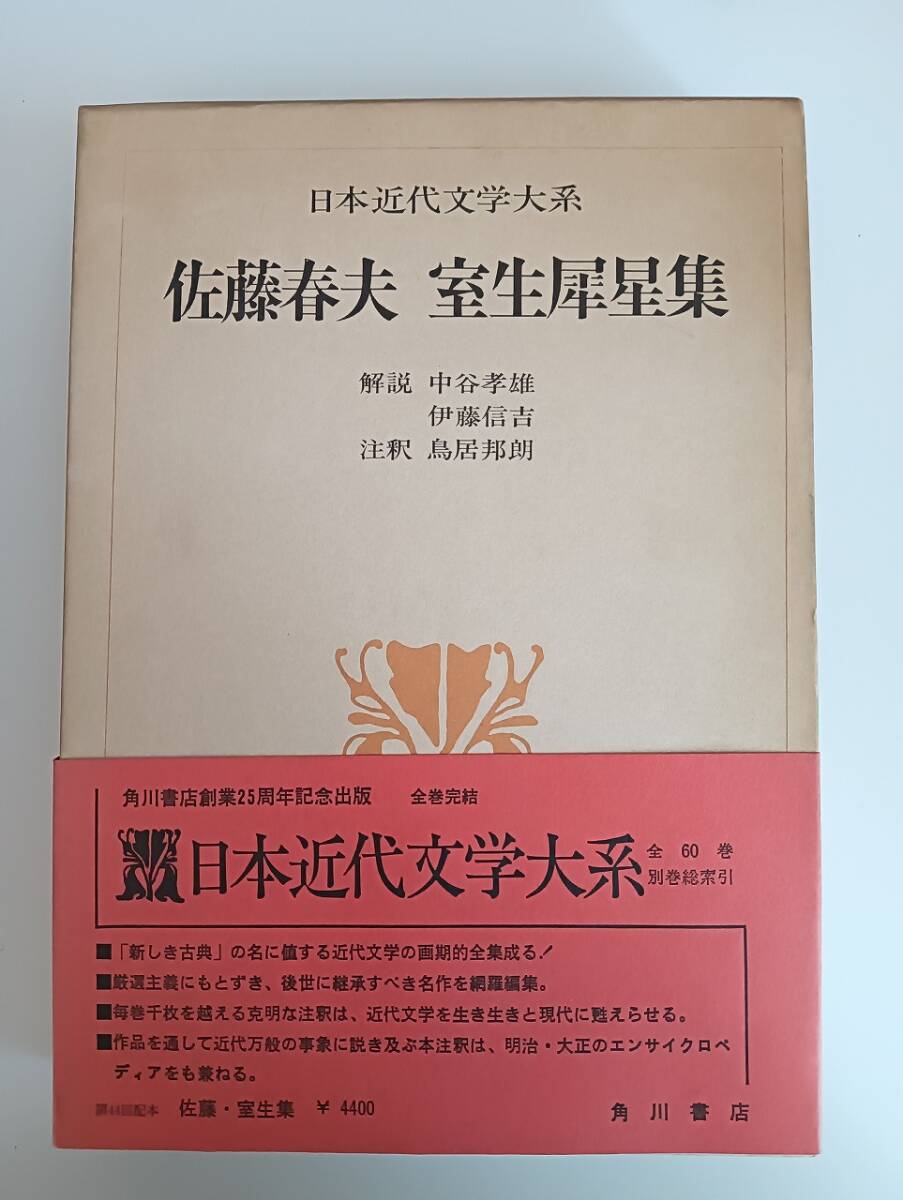 日本近代文学大系
佐藤春夫 室生犀星集
解説 中谷孝雄
伊藤信吉
注釈 鳥居邦朗
角川書店創業25周年記念出版 全巻完結
日本近代文学大系 全60巻
別巻総索引
■「新しき古典」の名に値する近代文学の画期的全集成る!
■厳選主義にもとずき、後世に継承すべき名作を網羅編集。
■毎巻千枚を越える克明な注釈は、近代文学を生き生きと現代に甦えらせる。
■作品を通して近代万般の事象に説き及ぶ本注釈は、明治・大正のエンサイクロペ
ディアをも兼ねる。
第44回配本 佐藤・室生集 ¥ 4400 角川書店